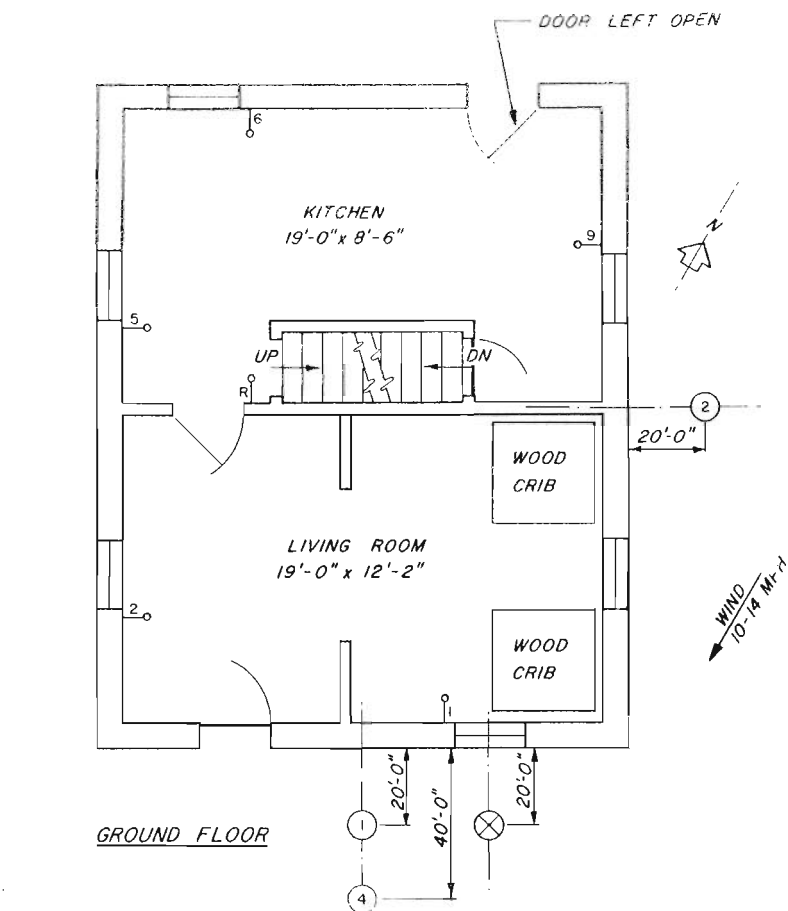 DOOR LEFT OPEN
6
KITCHEN
19'-0" x 8'-6"
9
N
5
UP
DN
R
2
20'-0"
WOOD
CRIB
LIVING ROOM
19'-0" x 12'-2"
WIND
10-14
2
WOOD
CRIB
1
20'-0"
40'-0"
20'-0"
1
GROUND FLOOR
4